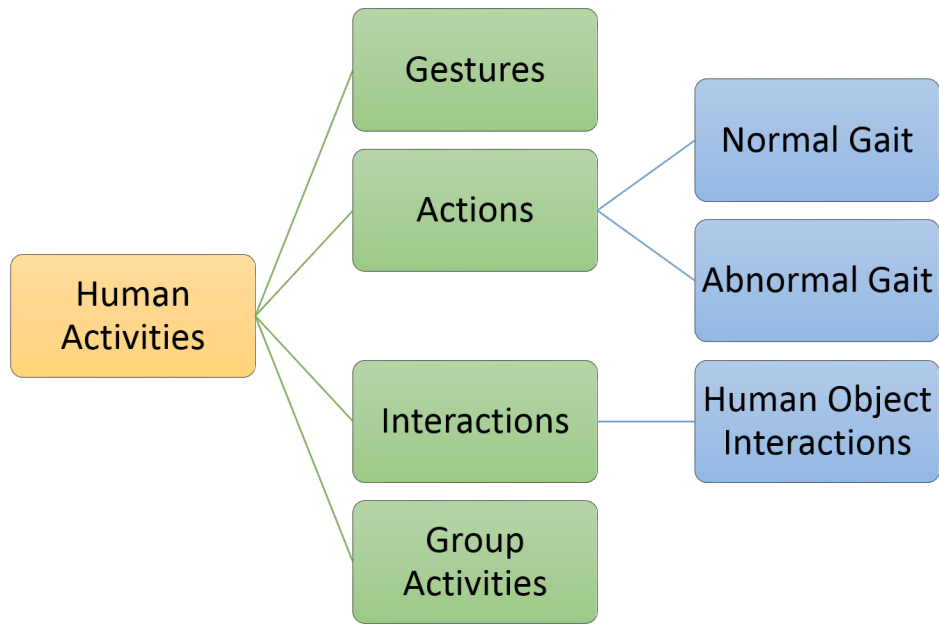 Human
Activities
Gestures
Actions
Normal Gait
Abnormal Gait
Interactions
Human Object
Interactions
Group
Activities